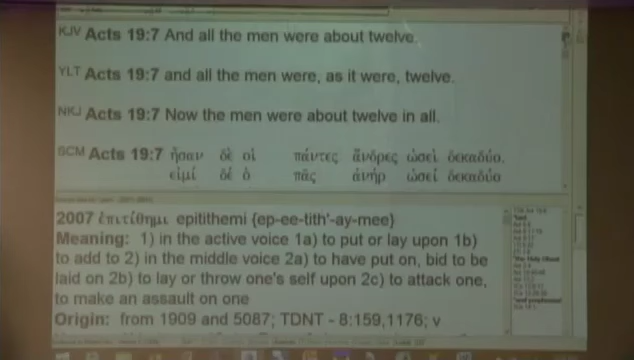 KJV Acts 19:7 And all the men were about twelve.
YLT Acts 19:7 and all the men were, as it were, twelve.
NKJ Acts 19:7 Now the men were about twelve in all.
SCM Acts 19:7 ἦσαν δὲ οἱ πάντες ἄνδρες ὡσεὶ δεκαδύο.
εἰμί δέ ὁ πᾶς ἀνήρ ὡσεί δεκαδύο
2007 ἐπιτίθημι epitithemi {ep-ee-tith'-ay-mee}
Meaning: 1) in the active voice 1a) to put or lay upon 1b)
to add to 2) in the middle voice 2a) to have put on, bid to be
laid on 2b) to lay or throw one's self upon 2c) to attack one,
to make an assault on one
Origin: from 1909 and 5087; TDNT - 8:159,1176; v